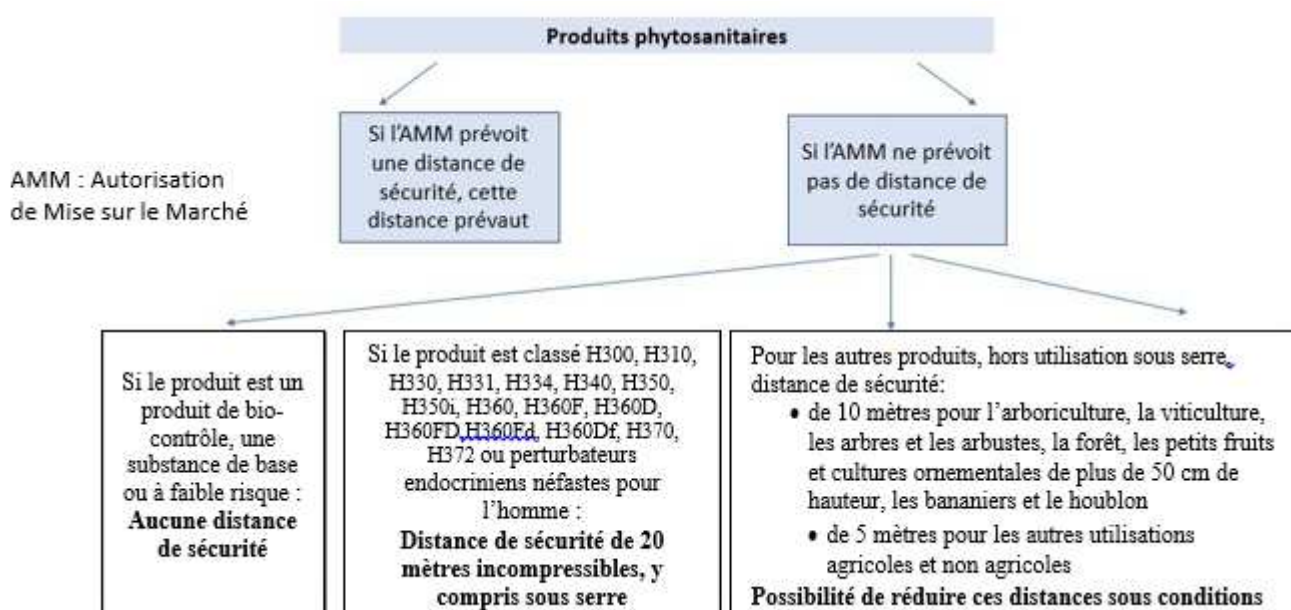 Produits phytosanitaires
Si l'AMM prévoit
une distance de
sécurité, cette
distance prévaut
Si l'AMM ne prévoit
pas de distance de
sécurité
AMM : Autorisation
de Mise sur le Marché
Si le produit est un
produit de bio-
contrôle, une
substance de base
ou à faible risque :
Aucune distance
de sécurité
Si le produit est classé H300, H310,
H330, H331, H334, H340, H350,
H350i, H360, H360F, H360D,
H360FD,H360Fd, H360Df, H370,
H372 ou perturbateurs
endocriniens néfastes pour
l'homme :
Distance de sécurité de 20
mètres incompressibles, y
compris sous serre
Pour les autres produits, hors utilisation sous serre,
distance de sécurité:
• de 10 mètres pour l'arboriculture, la viticulture,
les arbres et les arbustes, la forêt, les petits fruits
et cultures ornementales de plus de 50 cm de
hauteur, les bananiers et le houblon
• de 5 mètres pour les autres utilisations
agricoles et non agricoles
Possibilité de réduire ces distances sous conditions